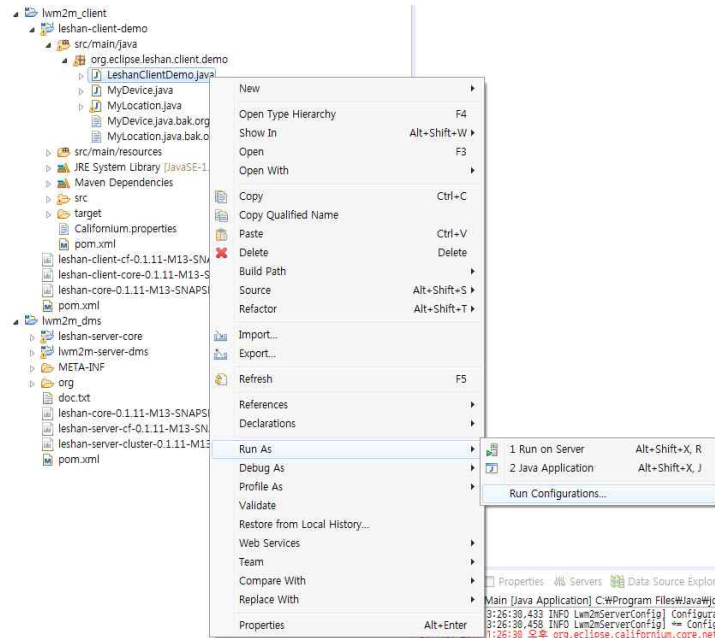 lwm2m_client
leshan-client-demo
src/main/java
org.eclipse.leshan.client.demo
LeshanClientDemo.java
MyDevice.java
MyLocation.java
MyDevice.java.bak.org
MyLocation.java.bak.o
src/main/resources
JRE System Library [JavaSE-1.
Maven Dependencies
src
target
Californium.properties
pom.xml
leshan-client-cf-0.1.11-M13-SNA
leshan-client-core-0.1.11-M13-S
leshan-core-0.1.11-M13-SNAPS
pom.xml
lwm2m_dms
leshan-server-core
lwm2m-server-dms
META-INF
org
doc.txt
leshan-core-0.1.11-M13-SNAPS
leshan-server-cf-0.1.11-M13-SN
leshan-server-cluster-0.1.11-M13
pom.xml
New
Open Type Hierarchy F4
Show In Alt+Shift+W
Open F3
Open With
Copy Ctrl+C
Copy Qualified Name
Paste Ctrl+V
Delete Delete
Build Path
Source Alt+Shift+S
Refactor Alt+Shift+T
Import...
Export...
Refresh F5
References
Declarations
Run As
Debug As
Profile As
Validate
Restore from Local History...
Web Services
Team
Compare With
Replace With
Properties Alt+Enter
1 Run on Server Alt+Shift+X, R
2 Java Application Alt+Shift+X, J
Run Configurations...
Properties Servers Data Source Explor
Main [Java Application] C:₩Program Files₩Java₩j
3:26:30,433 INFO Lwm2mServerConfig] Configura
3:26:30,458 INFO Lwm2mServerConfig] == Config
1:26:30 오후 org.eclipse.californium.core.net